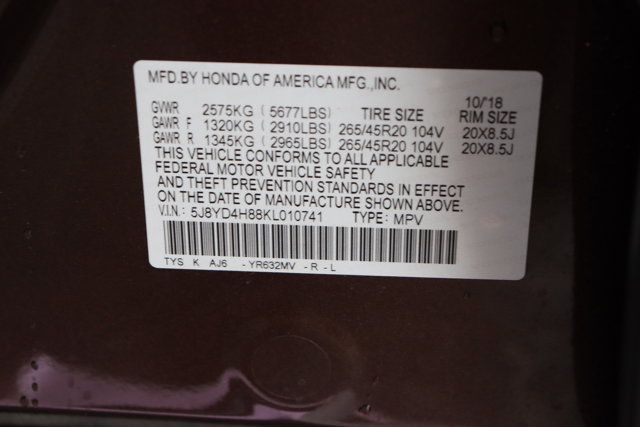 MFD.BY HONDA OF AMERICA MFG.,INC.
10/'18
GVWR 2575KG ( 5677LBS) TIRE SIZE RIM SIZE
GAWR F 1320KG ( 2910LBS) 265/45R20 104V 20X8.5J
GAWR R 1345KG ( 2965LBS) 265/45R20 104V 20X8.5J
THIS VEHICLE CONFORMS TO ALL APPLICABLE
FEDERAL MOTOR VEHICLE SAFETY
AND THEFT PREVENTION STANDARDS IN EFFECT
ON THE DATE OF MANUFACTURE SHOWN ABOVE.
V.I.N.: 5J8YD4H88KL010741 TYPE: MPV
TYS K AJ6 - YR632MV - R - L